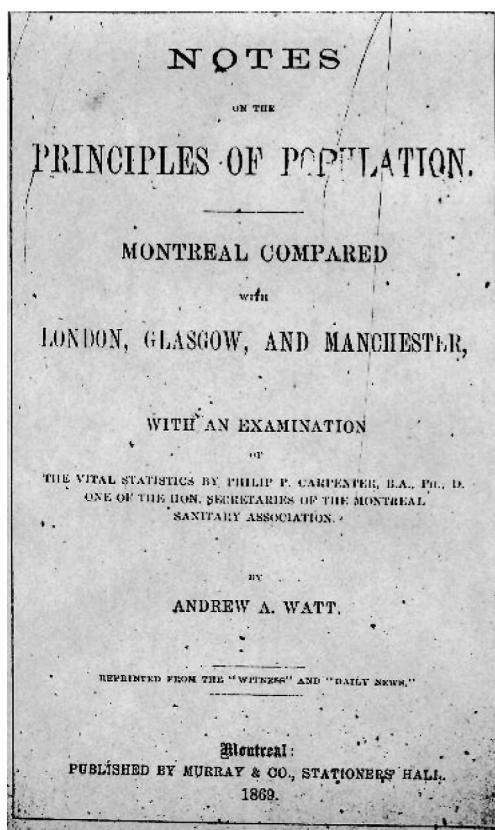 NOTES
ON THE
PRINCIPLES OF POPULATION.
MONTREAL COMPARED
WITH
LONDON, GLASGOW, AND MANCHESTER,
WITH AN EXAMINATION
OF
THE VITAL STATISTICS BY PHILIP P. CARPENTER, B.A., PH., D.
ONE OF THE HON. SECRETARIES OF THE MONTREAL
SANITARY ASSOCIATION.
BY
ANDREW A. WATT.
REPRINTED FROM THE "WITNESS" AND "DAILY NEWS."
Montreal:
PUBLISHED BY MURRAY & CO., STATIONERS' HALL.
1869.